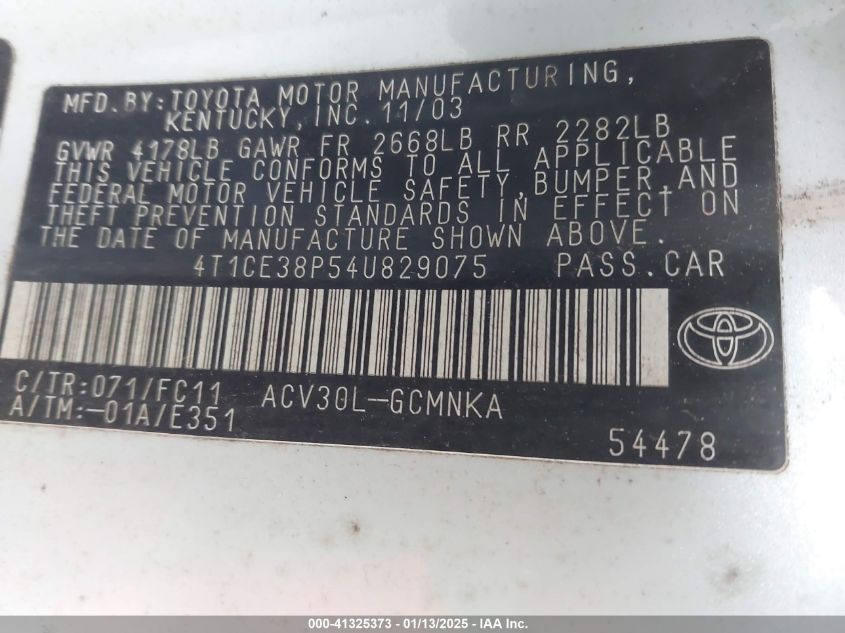 MFD.BY:TOYOTA MOTOR MANUFACTURING,
KENTUCKY, INC.11/03
GVWR 4178LB GAWR FR 2668LB RR 2282LB
THIS VEHICLE CONFORMS TO ALL APPLICABLE
FEDERAL MOTOR VEHICLE SAFETY,BUMPER,AND
THEFT PREVENTION STANDARDS IN EFFECT ON
THE DATE OF MANUFACTURE SHOWN ABOVE.
4T1CE38P54U829075 PASS.CAR
C/TR:071/FC11 ACV30L-GCMNKA
A/TM:-01A/E351
54478
000-41325373 - 01/13/2025 - IAA Inc.